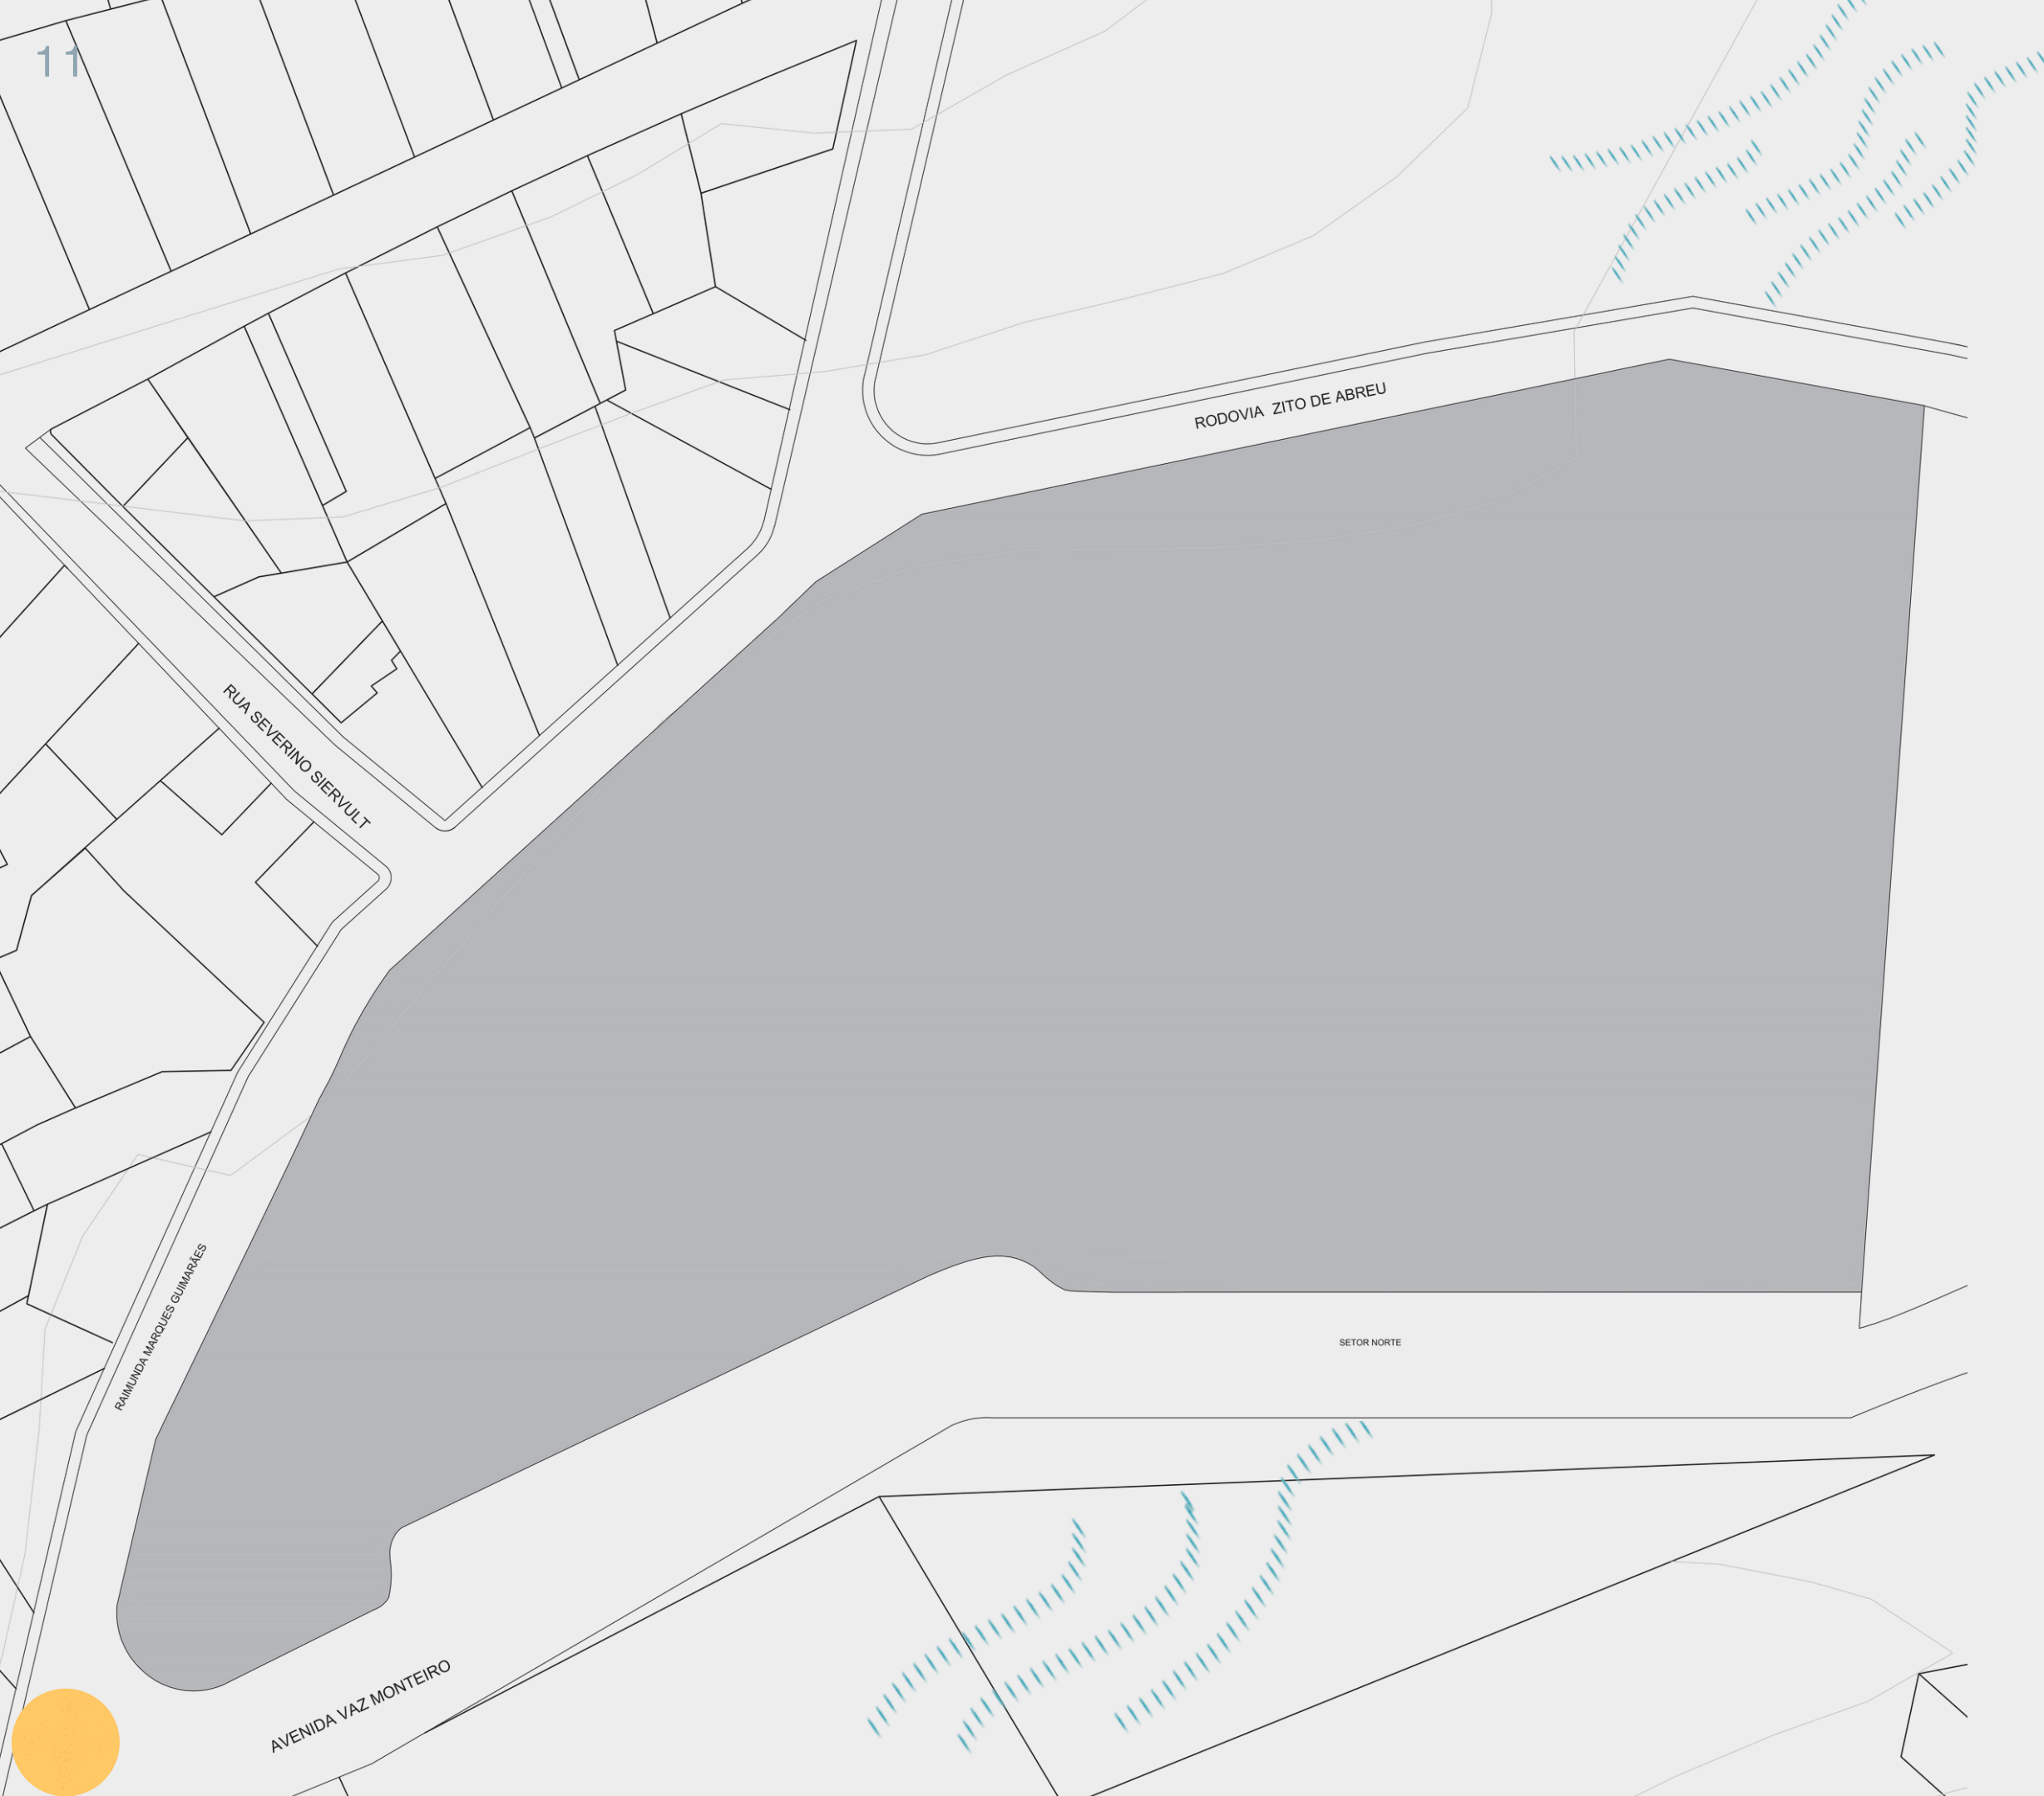 11
RODOVIA ZITO DE ABREU
RUA SEVERINO SIERVULT
RAIMUNDA MARQUES GUIMARÃES
SETOR NORTE
AVENIDA VAZ MONTEIRO